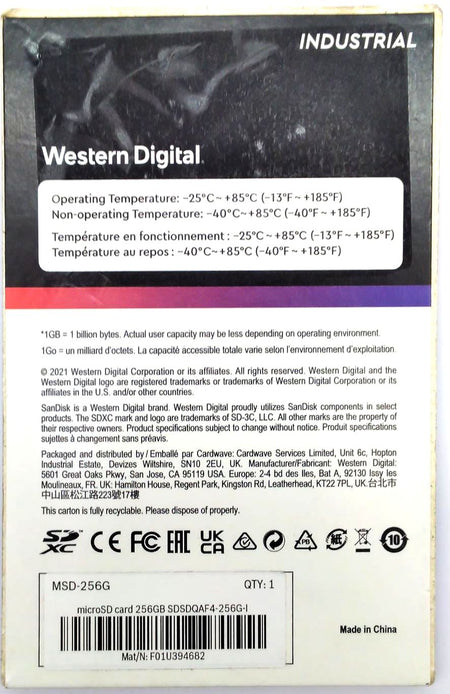 INDUSTRIAL
Western Digital
Operating Temperature: −25°C ~ +85°C (−13°F ~ +185°F)
Non-operating Temperature: −40°C~+85°C (−40°F ~ +185°F)
Température en fonctionnement : −25°C ~ +85°C (−13°F ~ +185°F)
Température au repos : −40°C~+85°C (−40°F ~ +185°F)
*1GB = 1 billion bytes. Actual user capacity may be less depending on operating environment.
1Go = un milliard d'octets. La capacité accessible totale varie selon l'environnement d'exploitation.
© 2021 Western Digital Corporation or its affiliates. All rights reserved. Western Digital and the
Western Digital logo are registered trademarks or trademarks of Western Digital Corporation or its
affiliates in the U.S. and/or other countries.
SanDisk is a Western Digital brand. Western Digital proudly utilizes SanDisk components in select
products. The SDXC mark and logo are trademarks of SD-3C, LLC. All other marks are the property of
their respective owners. Product specifications subject to change without notice. Product spécifications
sujettes à changement sans préavis.
Packaged and distributed by / Emballé par Cardwave: Cardwave Services Limited, Unit 6c, Hopton
Industrial Estate, Devizes Wiltshire, SN10 2EU, UK. Manufacturer/Fabricant: Western Digital:
5601 Great Oaks Pkwy, San Jose, CA 95119 USA. Europe: 2-4 bd des Iles, Bat A, 92130 Issy les
Moulineaux, FR. UK: Hamilton House, Regent Park, Kingston Rd, Leatherhead, KT22 7PL, UK.台北市
中山區松江路223號17樓
This carton is fully recyclable. Please dispose of properly.
SD XC CE FC EAC UK CA PAP 紙 10
MSD-256G QTY: 1
microSD card 256GB SDSDQAF4-256G-I
Mat/N: F01U394682
Made in China